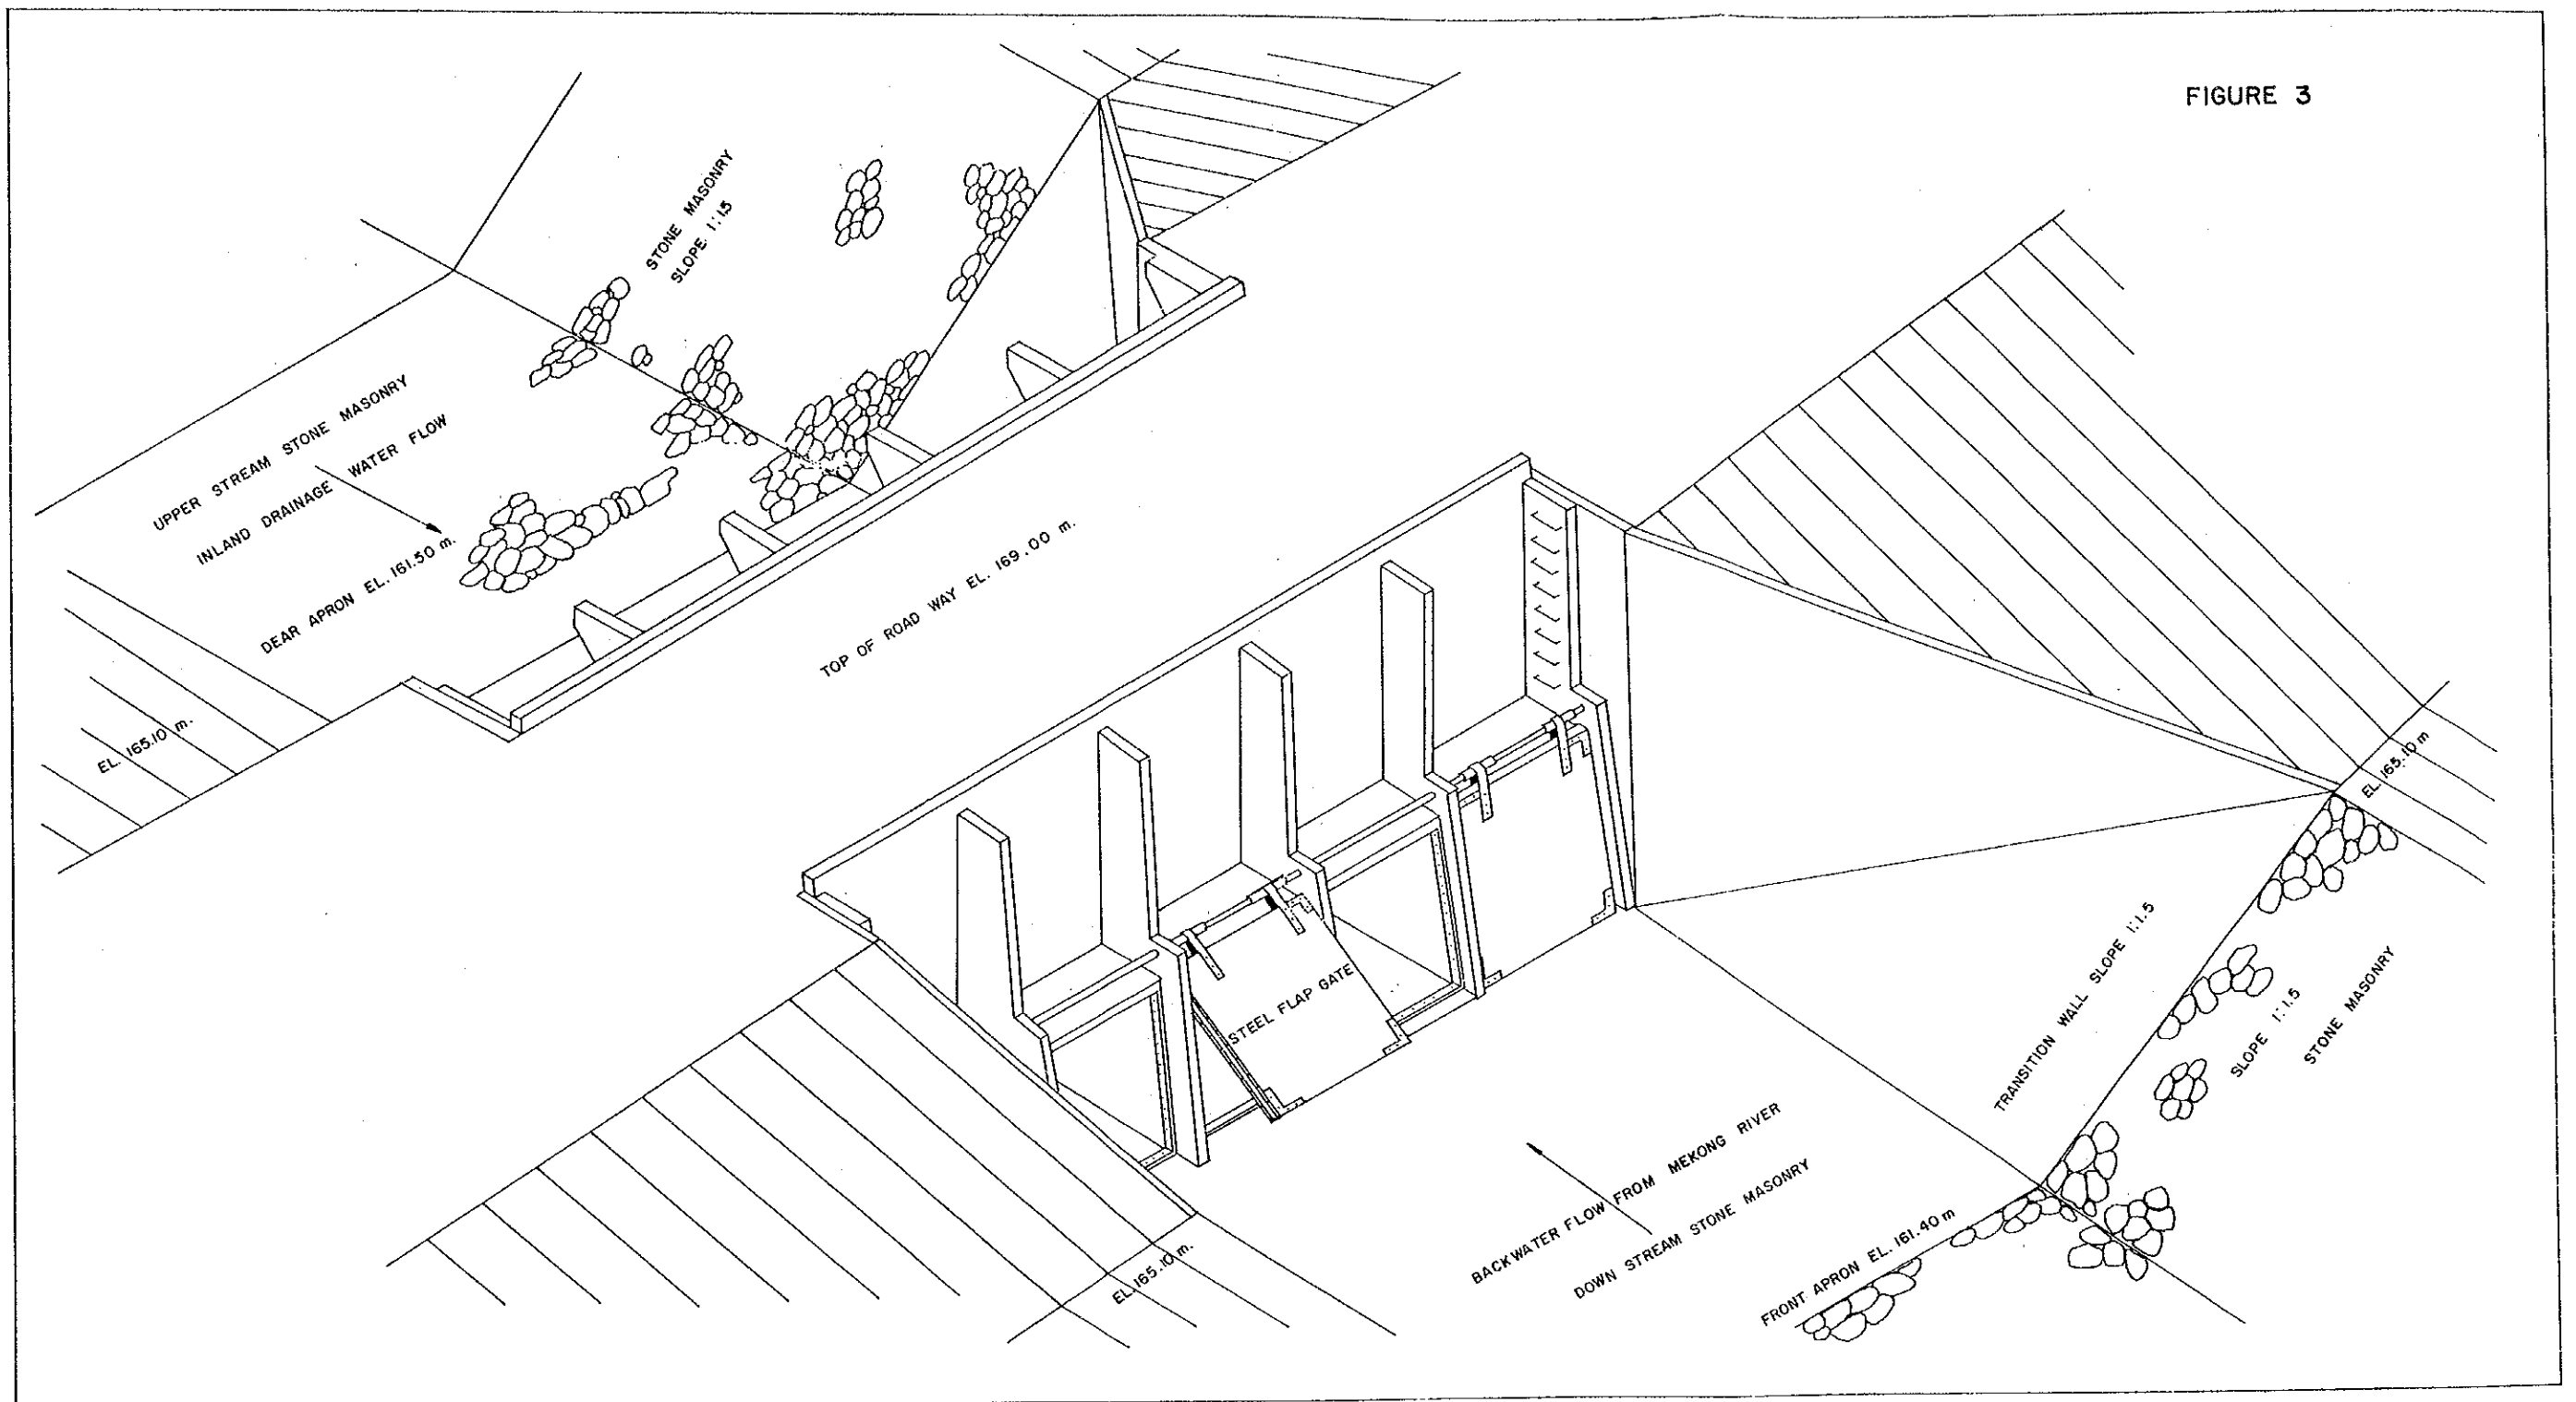 FIGURE 3
STONE MASONRY
SLOPE 1:1.5
UPPER STREAM STONE MASONRY
INLAND DRAINAGE WATER FLOW
DEAR APRON EL. 161.50 m.
EL. 165.10 m.
TOP OF ROAD WAY EL. 169.00 m.
EL. 165.10 m
STEEL FLAP GATE
TRANSITION WALL SLOPE 1:1.5
SLOPE 1:1.5
STONE MASONRY
BACKWATER FLOW FROM MEKONG RIVER
DOWN STREAM STONE MASONRY
FRONT APRON EL. 161.40 m
EL. 165.10 m.